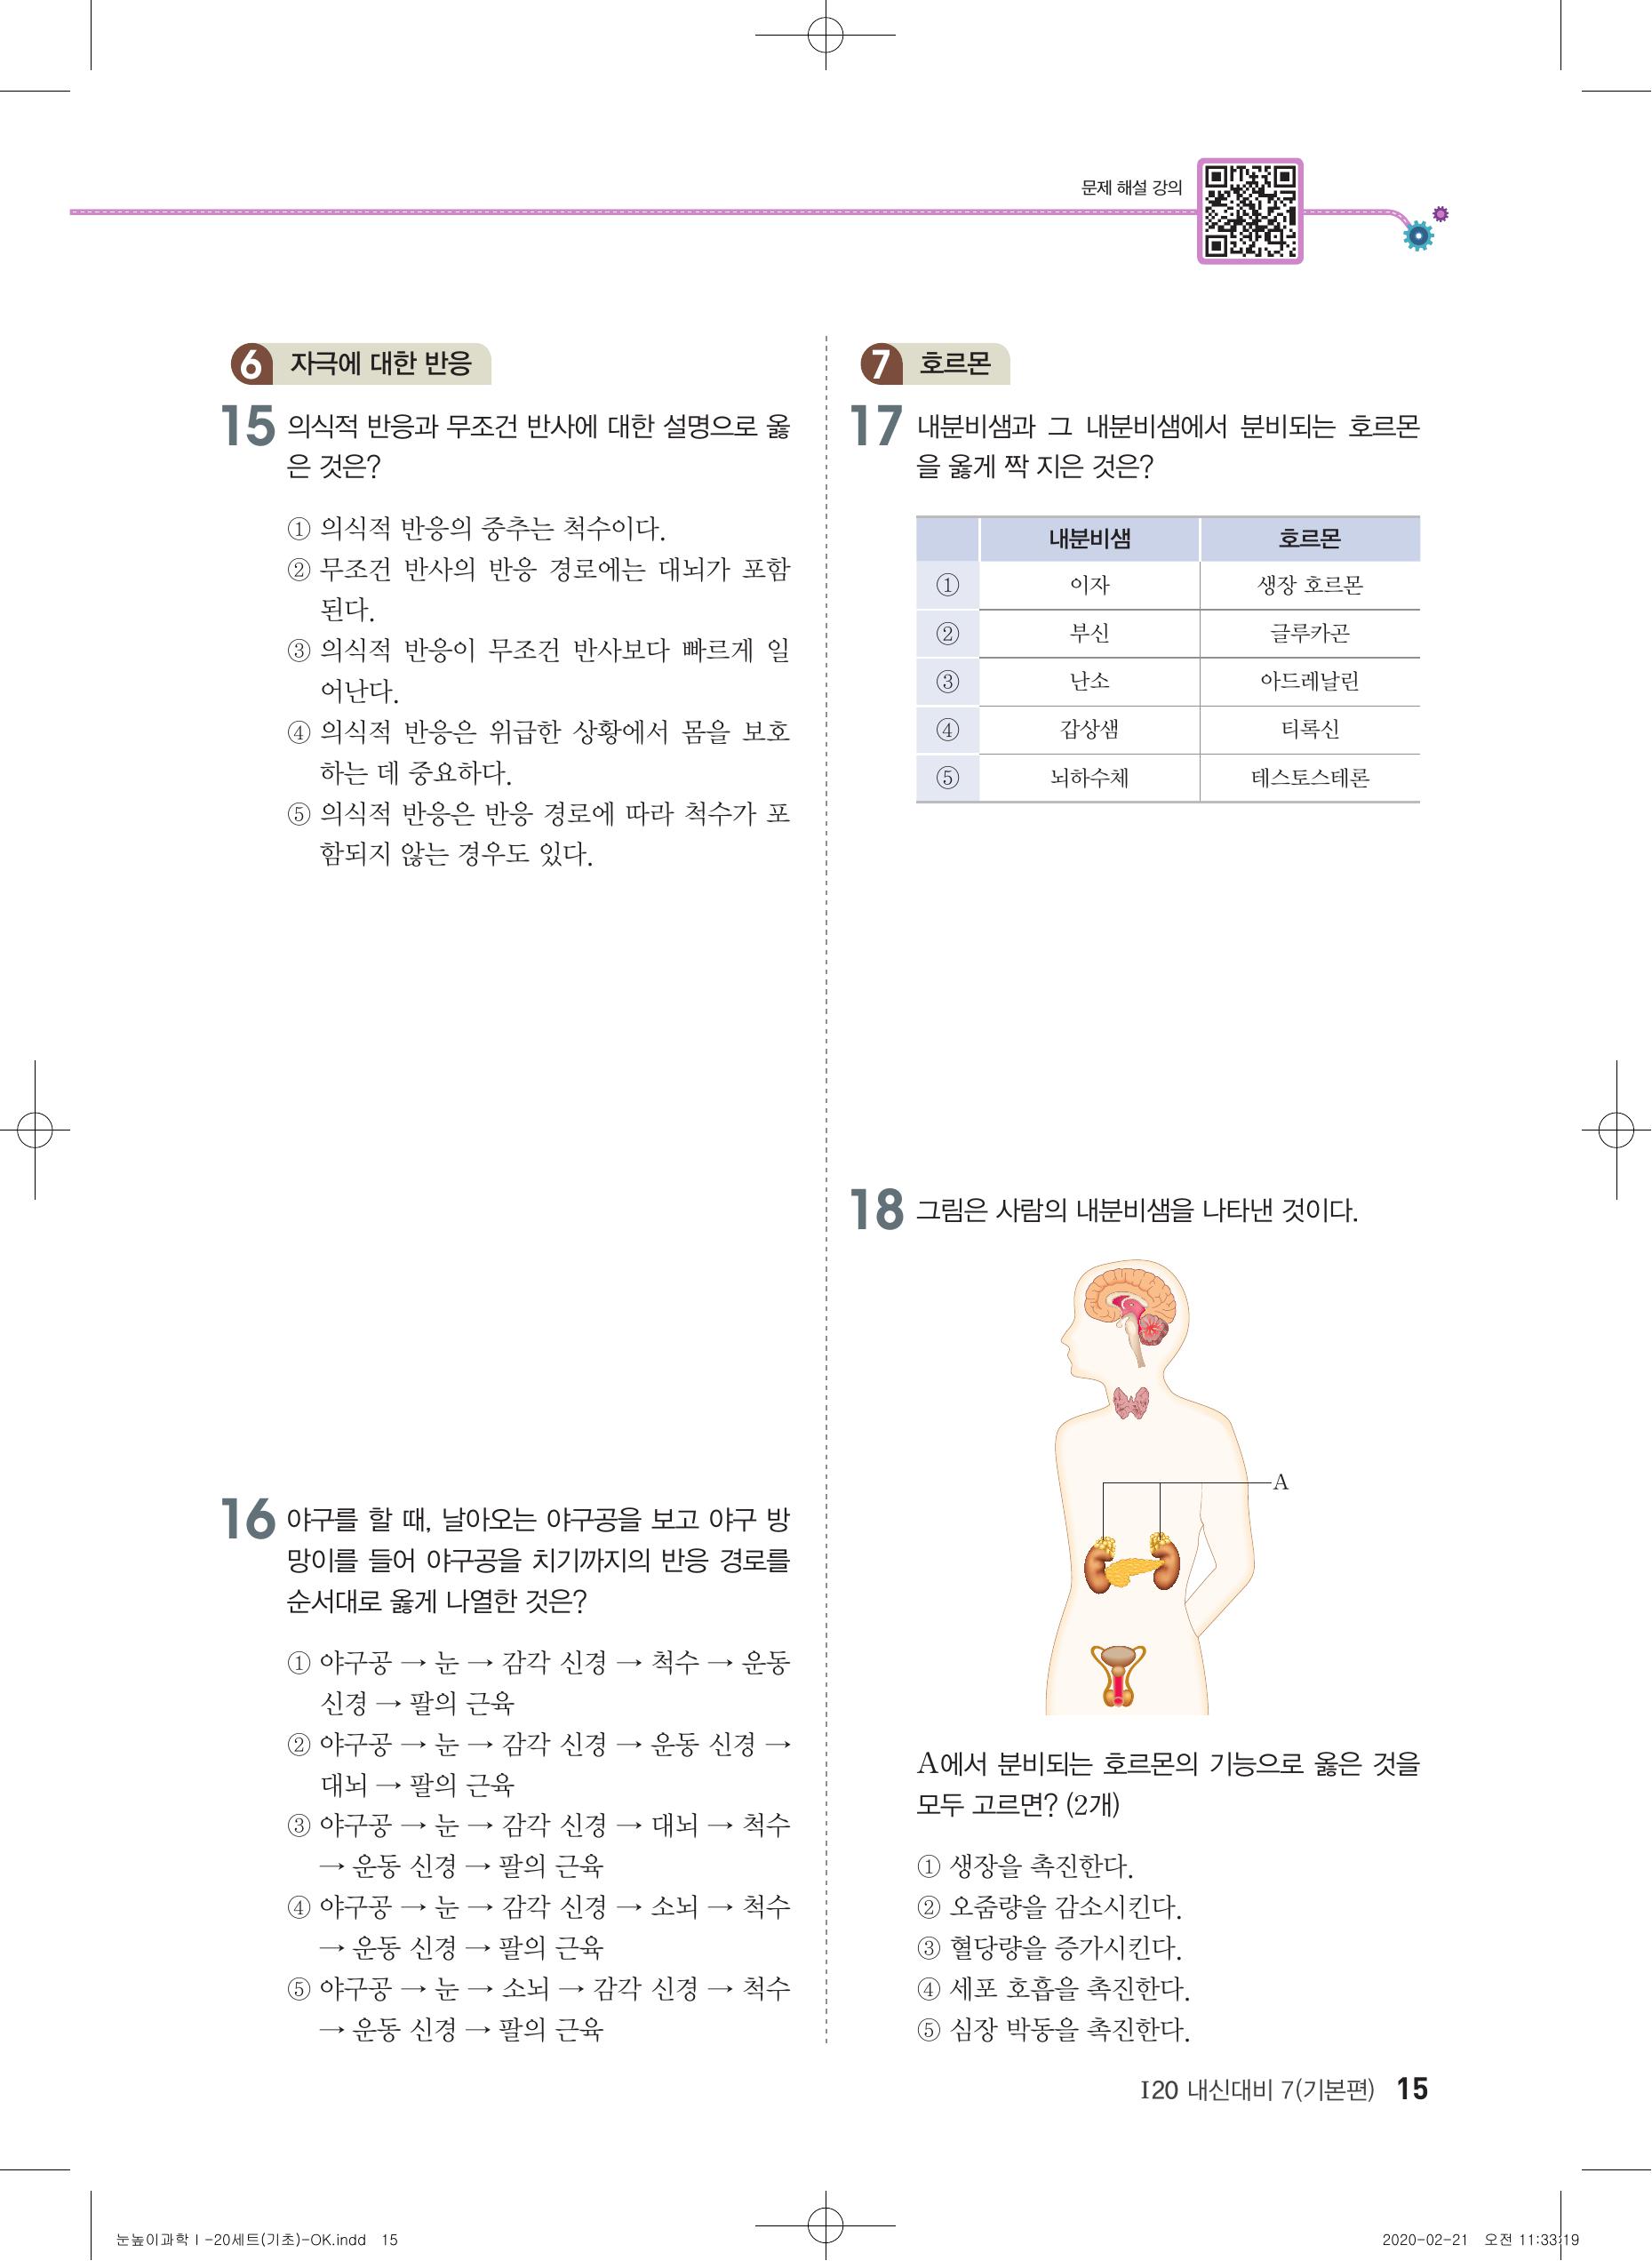 문제 해설 강의
6 자극에 대한 반응
15 의식적 반응과 무조건 반사에 대한 설명으로 옳
은 것은?
① 의식적 반응의 중추는 척수이다.
② 무조건 반사의 반응 경로에는 대뇌가 포함
된다.
③ 의식적 반응이 무조건 반사보다 빠르게 일
어난다.
④ 의식적 반응은 위급한 상황에서 몸을 보호
하는 데 중요하다.
⑤ 의식적 반응은 반응 경로에 따라 척수가 포
함되지 않는 경우도 있다.
16 야구를 할 때, 날아오는 야구공을 보고 야구 방
망이를 들어 야구공을 치기까지의 반응 경로를
순서대로 옳게 나열한 것은?
① 야구공 → 눈 → 감각 신경 → 척수 → 운동
신경 → 팔의 근육
② 야구공 → 눈 → 감각 신경 → 운동 신경 →
대뇌 → 팔의 근육
③ 야구공 → 눈 → 감각 신경 → 대뇌 → 척수
→ 운동 신경 → 팔의 근육
④ 야구공 → 눈 → 감각 신경 → 소뇌 → 척수
→ 운동 신경 → 팔의 근육
⑤ 야구공 → 눈 → 소뇌 → 감각 신경 → 척수
→ 운동 신경 → 팔의 근육
7 호르몬
17 내분비샘과 그 내분비샘에서 분비되는 호르몬
을 옳게 짝 지은 것은?
내분비샘 호르몬
① 이자 생장 호르몬
② 부신 글루카곤
③ 난소 아드레날린
④ 갑상샘 티록신
⑤ 뇌하수체 테스토스테론
18 그림은 사람의 내분비샘을 나타낸 것이다.
A
A에서 분비되는 호르몬의 기능으로 옳은 것을
모두 고르면? (2개)
① 생장을 촉진한다.
② 오줌량을 감소시킨다.
③ 혈당량을 증가시킨다.
④ 세포 호흡을 촉진한다.
⑤ 심장 박동을 촉진한다.
I20 내신대비 7(기본편) 15
눈높이과학 I -20세트(기초)-OK.indd 15
2020-02-21 오전 11:33:19